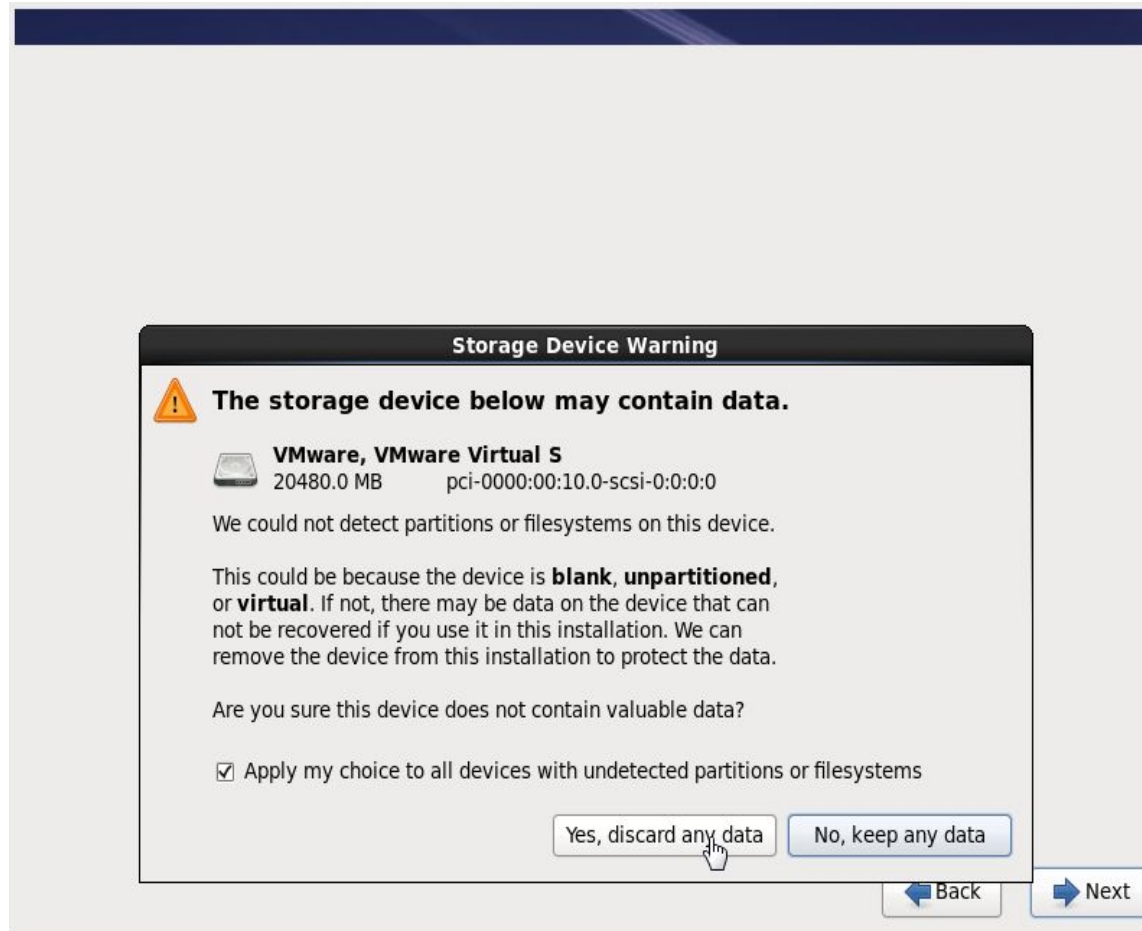 Storage Device Warning
The storage device below may contain data.
VMware, VMware Virtual S
20480.0 MB pci-0000:00:10.0-scsi-0:0:0:0
We could not detect partitions or filesystems on this device.
This could be because the device is blank, unpartitioned,
or virtual. If not, there may be data on the device that can
not be recovered if you use it in this installation. We can
remove the device from this installation to protect the data.
Are you sure this device does not contain valuable data?
Apply my choice to all devices with undetected partitions or filesystems
Yes, discard any data No, keep any data
Back Next